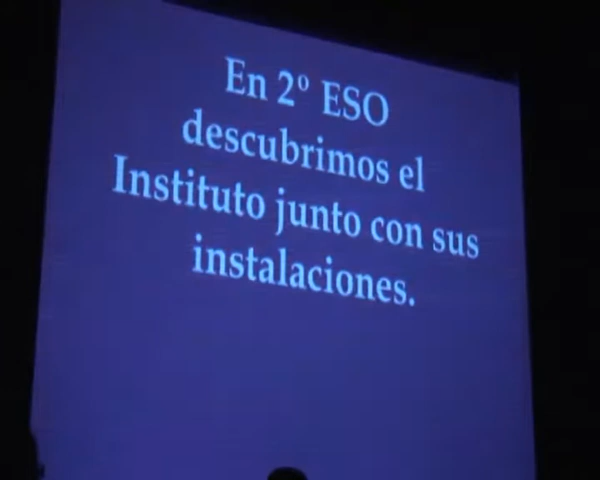 En 2º ESO
descubrimos el
Instituto junto con sus
instalaciones.